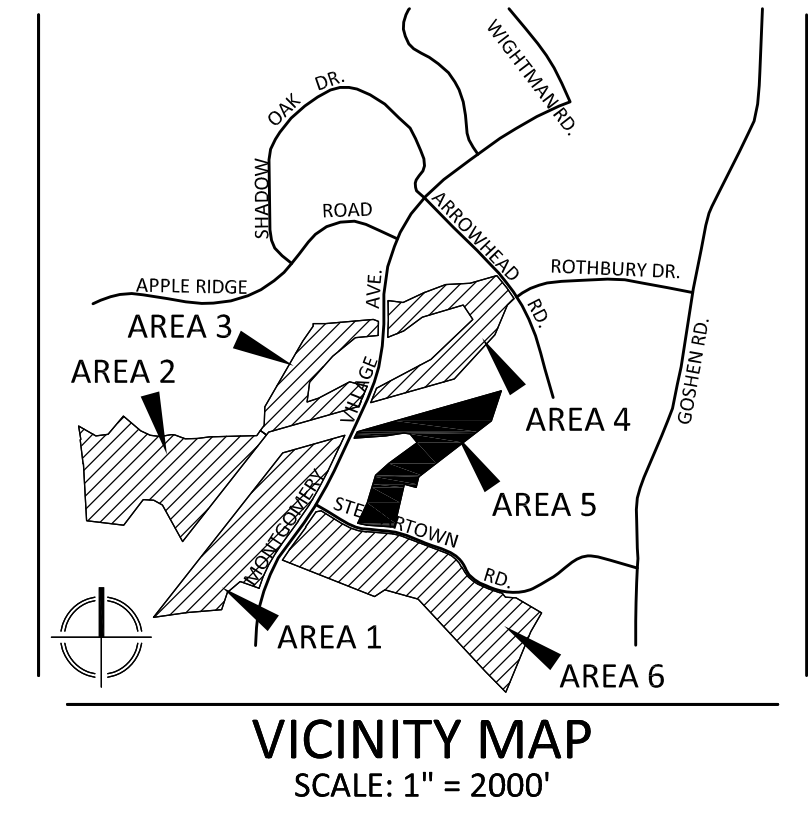 WIGHTMAN RD.
OAK DR.
SHADOW
ROAD
ARROWHEAD
RD.
APPLE RIDGE
ROTHBURY DR.
AVE.
VILLAGE
MONTGOMERY
GOSHEN RD.
AREA 3
AREA 2
AREA 4
AREA 5
RD.
AREA 1
AREA 6
VICINITY MAP
SCALE: 1" = 2000'